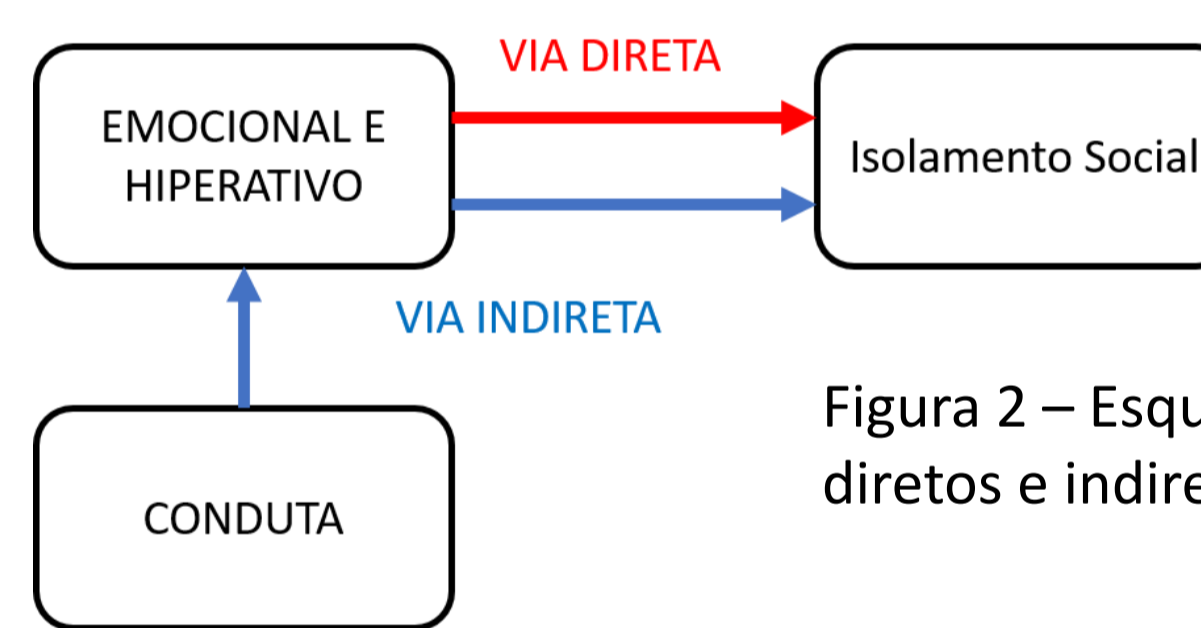 VIA DIRETA
EMOCIONAL E
HIPERATIVO
Isolamento Social
VIA INDIRETA
CONDUTA
Figura 2 – Esqu
diretos e indire